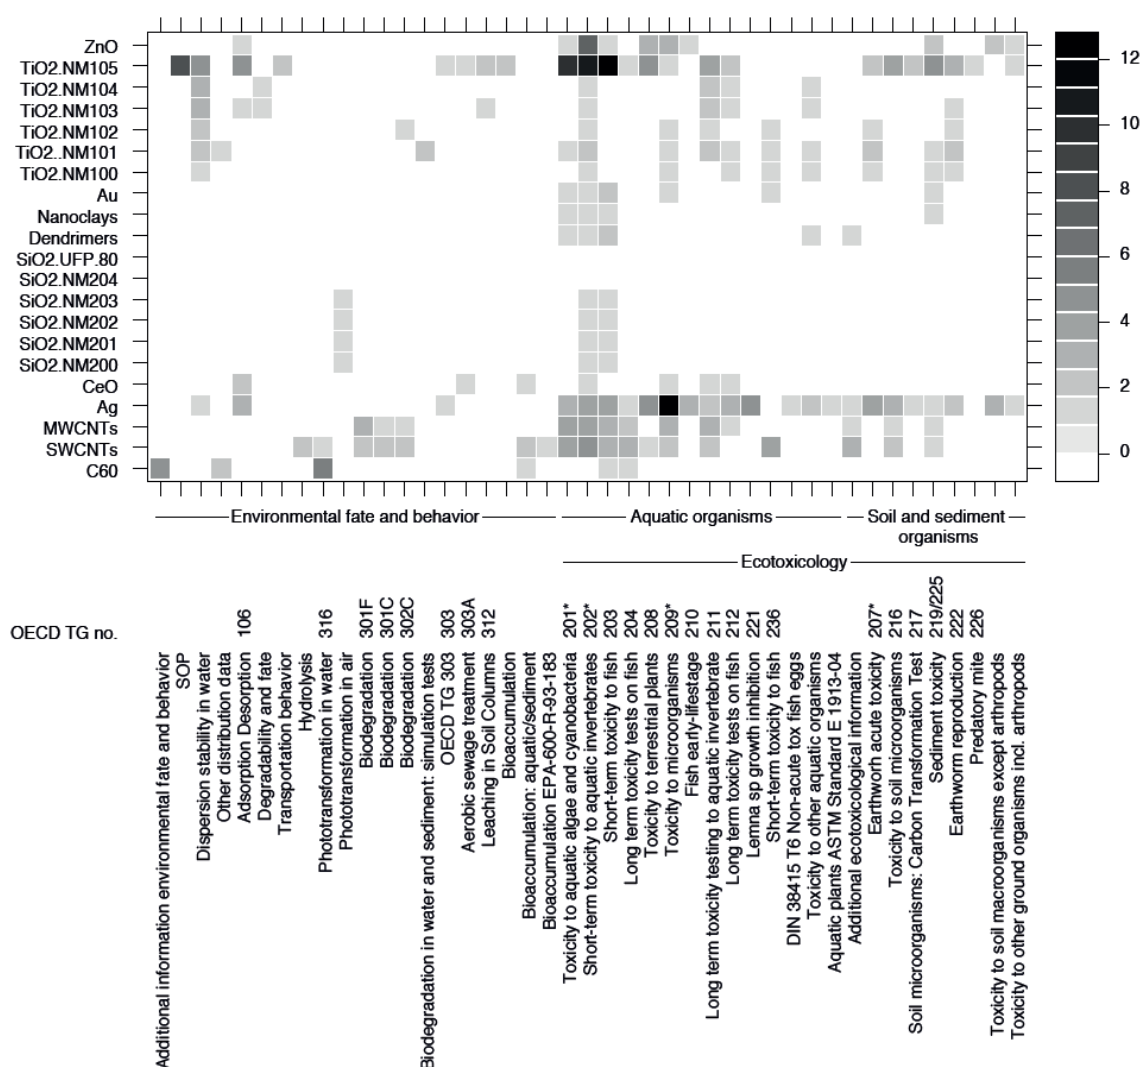 ZnO
TiO2.NM105
TiO2.NM104
TiO2.NM103
TiO2.NM102
TiO2..NM101
TiO2.NM100
Au
Nanoclays
Dendrimers
SiO2.UFP.80
SiO2.NM204
SiO2.NM203
SiO2.NM202
SiO2.NM201
SiO2.NM200
CeO
Ag
MWCNTs
SWCNTs
C60
12
10
8
6
4
2
0
Environmental fate and behavior
Aquatic organisms
Soil and sediment
organisms
Ecotoxicology
OECD TG no.
106
316
301F
301C
302C
303
303A
312
201*
202*
203
204
208
209*
210
211
212
221
236
207*
216
217
219/225
222
226
Additional information environmental fate and behavior
SOP
Dispersion stability in water
Other distribution data
Adsorption Desorption
Degradability and fate
Transportation behavior
Hydrolysis
Phototransformation in water
Phototransformation in air
Biodegradation
Biodegradation
Biodegradation
Biodegradation in water and sediment: simulation tests
OECD TG 303
Aerobic sewage treatment
Leaching in Soil Columns
Bioaccumulation
Bioaccumulation: aquatic/sediment
Bioaccumulation EPA-600-R-93-183
Toxicity to aquatic algae and cyanobacteria
Short-term toxicity to aquatic invertebrates
Short-term toxicity to fish
Long term toxicity tests on fish
Toxicity to terrestrial plants
Toxicity to microorganisms
Fish early-lifestage
Long term toxicity testing to aquatic invertebrate
Long term toxicity tests on fish
Lemna sp growth inhibition
Short-term toxicity to fish
DIN 38415 T6 Non-acute tox fish eggs
Toxicity to other aquatic organisms
Aquatic plants ASTM Standard E 1913-04
Additional ecotoxicological information
Earthworh acute toxicity
Toxicity to soil microorganisms
Soil microorganisms: Carbon Transformation Test
Sediment toxicity
Earthworm reproduction
Predatory mite
Toxicity to soil macroorganisms except arthropods
Toxicity to other ground organisms incl. arthropods